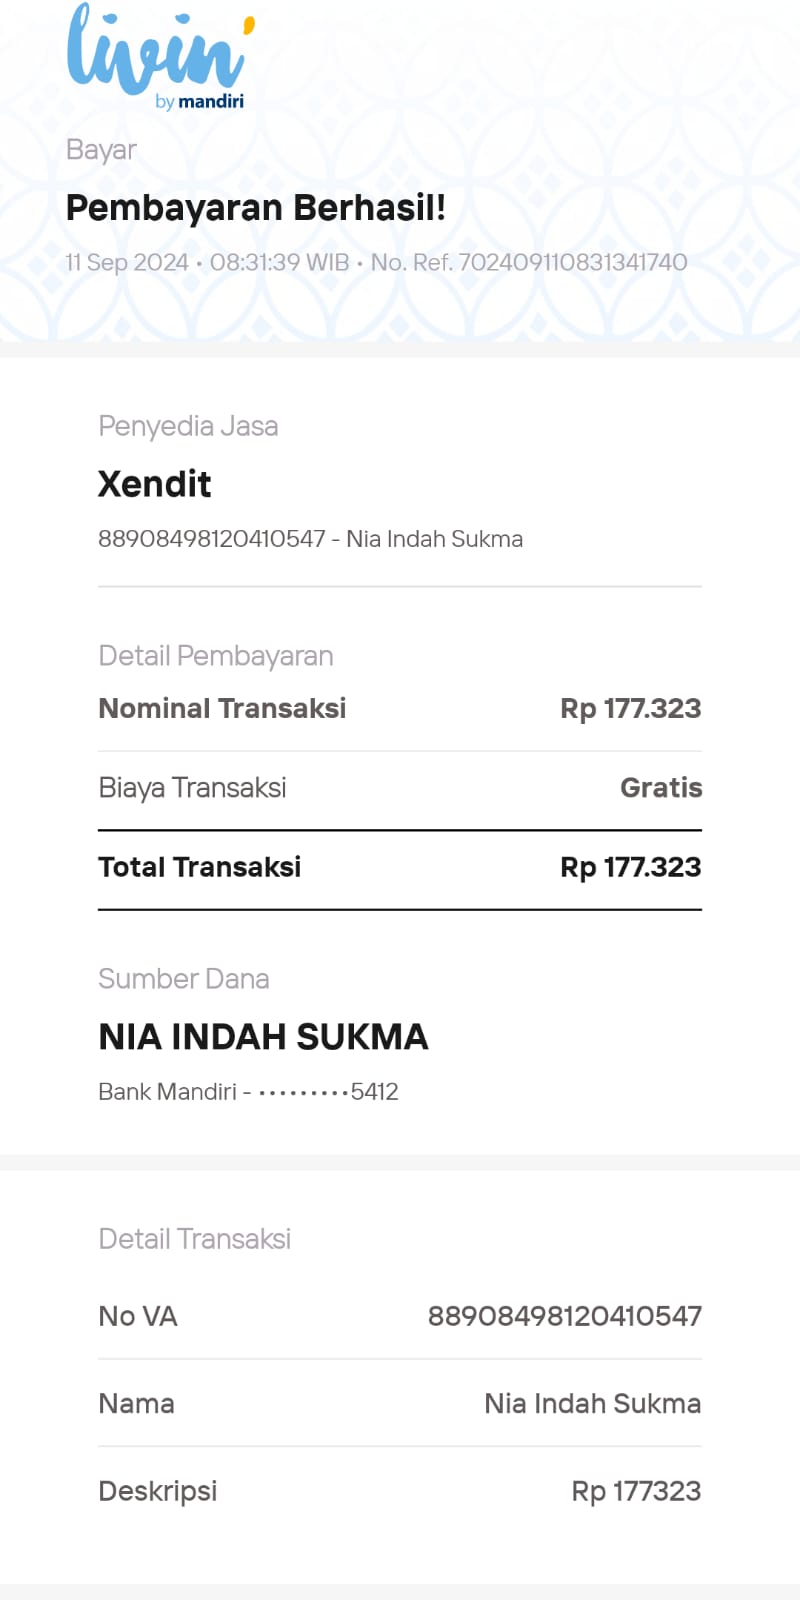 livin'
by mandiri
Bayar
Pembayaran Berhasil!
11 Sep 2024 • 08:31:39 WIB • No. Ref. 702409110831341740
Penyedia Jasa
Xendit
88908498120410547 - Nia Indah Sukma
Detail Pembayaran
Nominal Transaksi Rp 177.323
Biaya Transaksi Gratis
Total Transaksi Rp 177.323
Sumber Dana
NIA INDAH SUKMA
Bank Mandiri - •••••••••5412
Detail Transaksi
No VA 88908498120410547
Nama Nia Indah Sukma
Deskripsi Rp 177323